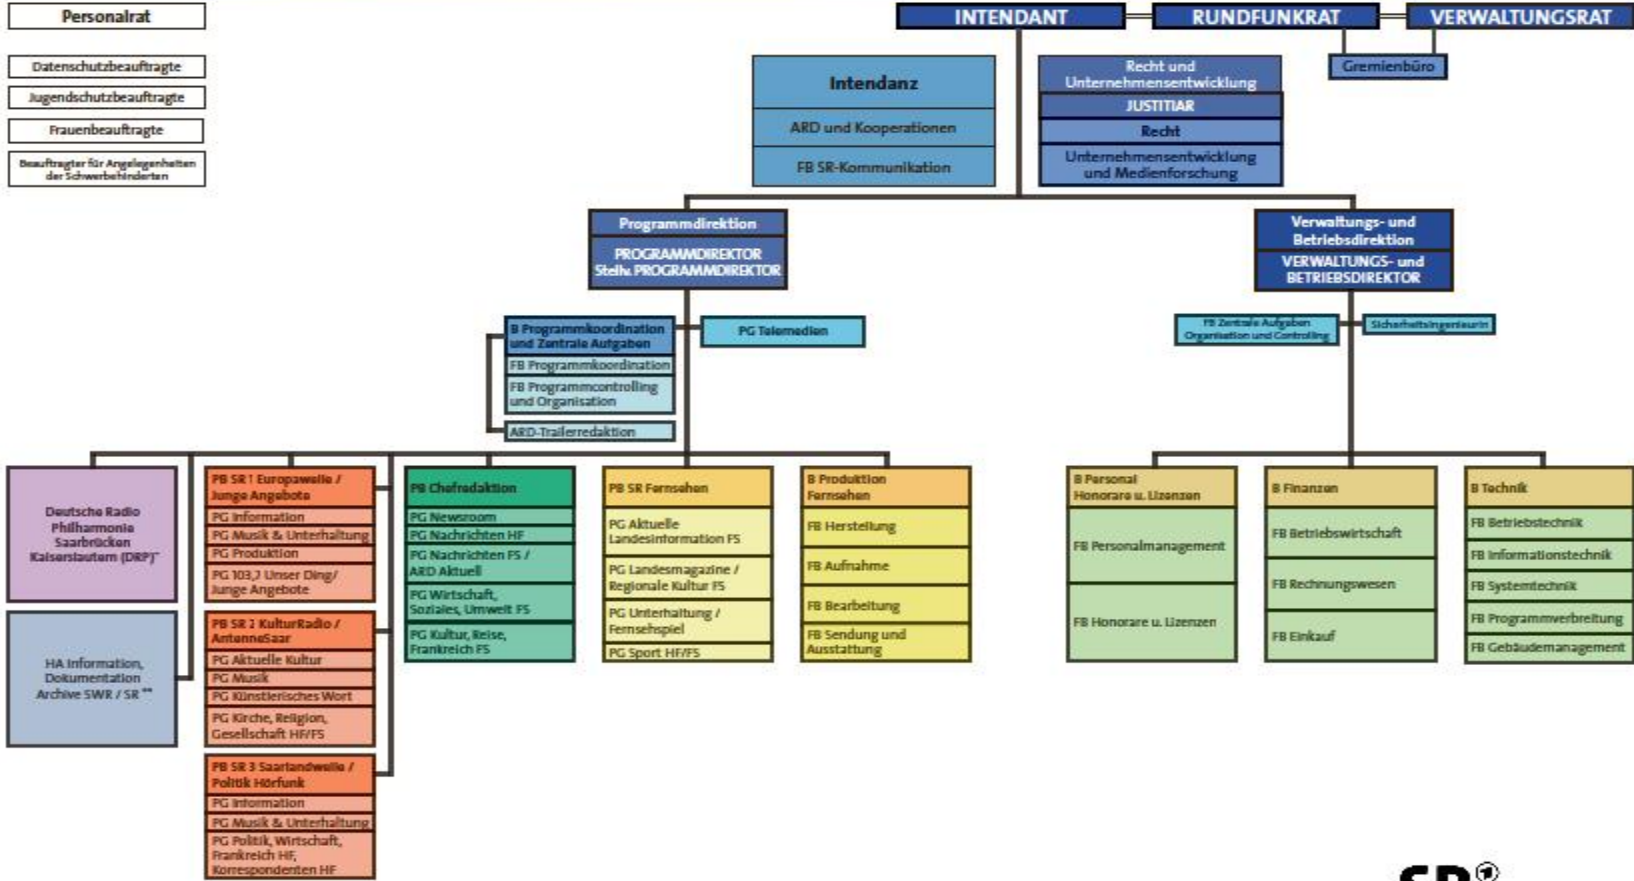 Personalrat
Datenschutzbeauftragte
Jugendschutzbeauftragte
Frauenbeauftragte
Beauftragter für Angelegenheiten
der Schwerbehinderten
INTENDANT
RUNDFUNKRAT
VERWALTUNGSRAT
Gremienbüro
Intendanz
ARD und Kooperationen
FB SR-Kommunikation
Recht und
Unternehmensentwicklung
JUSTITIAR
Recht
Unternehmensentwicklung
und Medienforschung
Programmdirektion
PROGRAMMDIREKTOR
Stellv. PROGRAMMDIREKTOR
Verwaltungs- und
Betriebsdirektion
VERWALTUNGS- und
BETRIEBSDIREKTOR
B Programmkoordination
und Zentrale Aufgaben
FB Programmkoordination
FB Programmcontrolling
und Organisation
ARD-Trailerredaktion
PG Telemedien
FB Zentrale Aufgaben
Organisation und Controlling
Sicherheitsingenieurin
Deutsche Radio
Philharmonie
Saarbrücken
Kaiserslautern (DRP)*
HA Information,
Dokumentation
Archive SWR / SR **
PB SR 1 Europawelle /
Junge Angebote
PG Information
PG Musik & Unterhaltung
PG Produktion
PG 103,7 Unser Ding/
Junge Angebote
PB SR 2 KulturRadio /
AntenneSaar
PG Aktuelle Kultur
PG Musik
PG Künstlerisches Wort
PG Kirche, Religion,
Gesellschaft HF/FS
PB SR 3 Saarlandwelle /
Politik Hörfunk
PG Information
PG Musik & Unterhaltung
PG Politik, Wirtschaft,
Frankreich HF,
Korrespondenten HF
PB Chefredaktion
PG Newsroom
PG Nachrichten HF
PG Nachrichten FS /
ARD Aktuell
PG Wirtschaft,
Soziales, Umwelt FS
PG Kultur, Reise,
Frankreich FS
PB SR Fernsehen
PG Aktuelle
Landesinformation FS
PG Landesmagazine /
Regionale Kultur FS
PG Unterhaltung /
Fernsehspiel
PG Sport HF/FS
B Produktion
Fernsehen
FB Herstellung
FB Aufnahme
FB Bearbeitung
FB Sendung und
Ausstattung
B Personal
Honorare u. Lizenzen
FB Personalmanagement
FB Honorare u. Lizenzen
B Finanzen
FB Betriebswirtschaft
FB Rechnungswesen
FB Einkauf
B Technik
FB Betriebstechnik
FB Informationstechnik
FB Systemtechnik
FB Programmverbreitung
FB Gebäudemanagement
SR